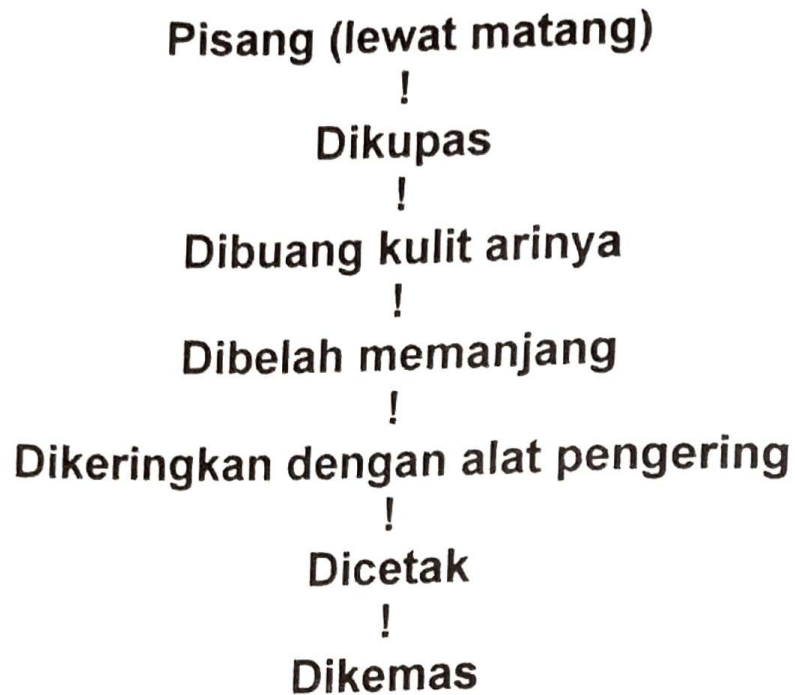 Pisang (lewat matang)
!
Dikupas
!
Dibuang kulit arinya
!
Dibelah memanjang
!
Dikeringkan dengan alat pengering
!
Dicetak
!
Dikemas